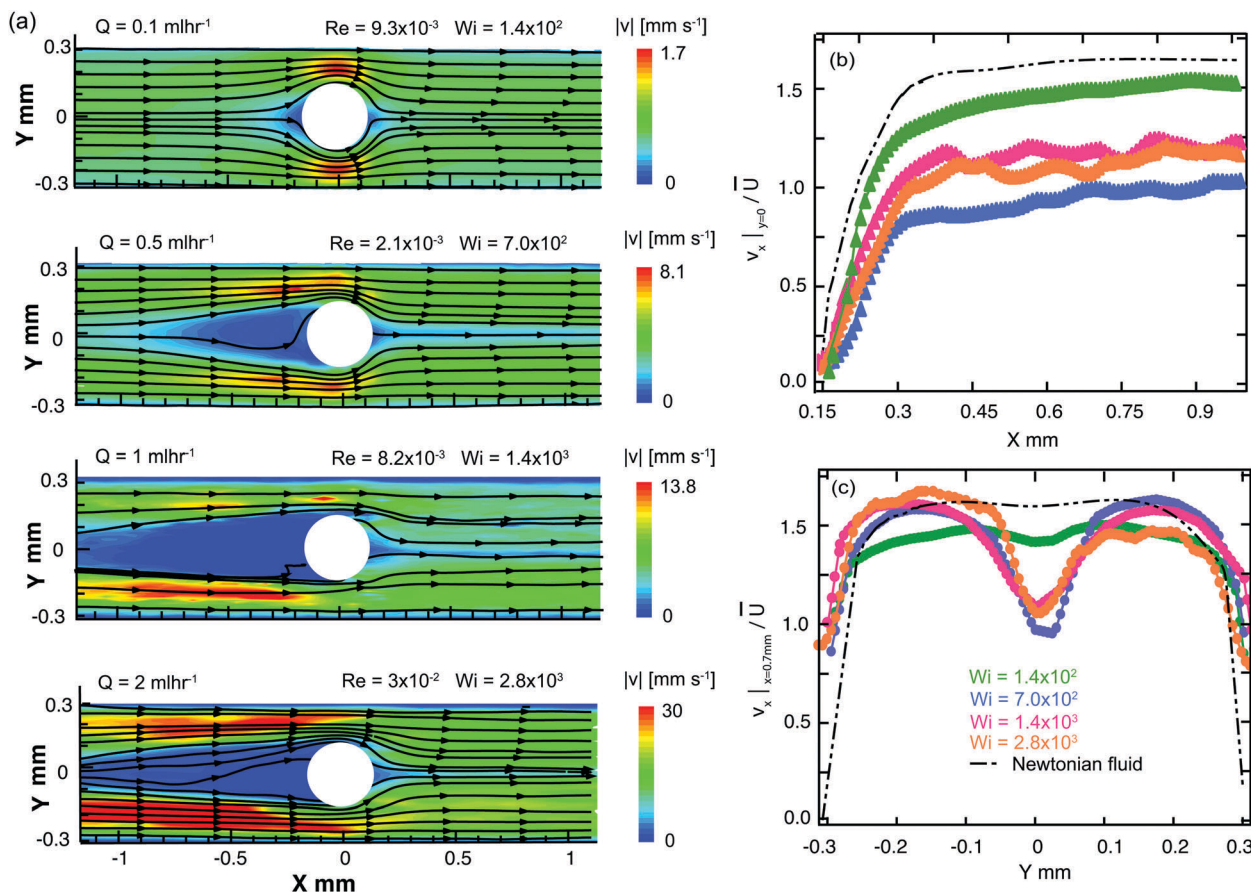 (a)
Q = 0.1 mlhr⁻¹ Re = 9.3x10⁻³ Wi = 1.4x10²
|v| [mm s⁻¹]
1.7
0
0.3
0
-0.3
Y mm
Q = 0.5 mlhr⁻¹ Re = 2.1x10⁻³ Wi = 7.0x10²
|v| [mm s⁻¹]
8.1
0
0.3
0
-0.3
Y mm
Q = 1 mlhr⁻¹ Re = 8.2x10⁻³ Wi = 1.4x10³
|v| [mm s⁻¹]
13.8
0
0.3
0
-0.3
Y mm
Q = 2 mlhr⁻¹ Re = 3x10⁻² Wi = 2.8x10³
|v| [mm s⁻¹]
30
0
0.3
0
-0.3
Y mm
-1 -0.5 0 0.5 1
X mm
(b)
1.5
1.0
0.5
0.0
vₓ |y=0 / U̅
0.15 0.3 0.45 0.6 0.75 0.9
X mm
(c)
1.5
1.0
0.5
0.0
vₓ |x=0.7mm / U̅
Wi = 1.4x10²
Wi = 7.0x10²
Wi = 1.4x10³
Wi = 2.8x10³
Newtonian fluid
-0.3 -0.2 -0.1 0.0 0.1 0.2 0.3
Y mm